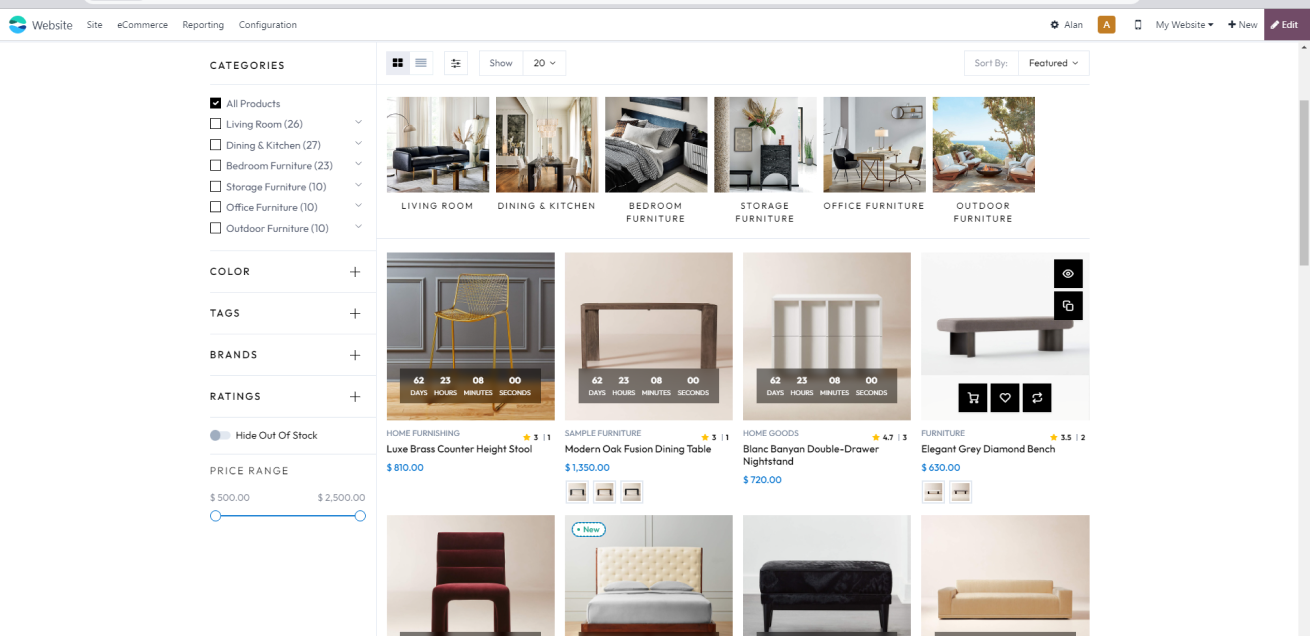 Website Site eCommerce Reporting Configuration Alan A My Website + New Edit
CATEGORIES
All Products
Living Room (26)
Dining & Kitchen (27)
Bedroom Furniture (23)
Storage Furniture (10)
Office Furniture (10)
Outdoor Furniture (10)
COLOR
TAGS
BRANDS
RATINGS
Hide Out Of Stock
PRICE RANGE
$ 500.00 $ 2,500.00
Show 20 Sort By: Featured
LIVING ROOM
DINING & KITCHEN
BEDROOM
FURNITURE
STORAGE
FURNITURE
OFFICE FURNITURE
OUTDOOR
FURNITURE
62 23 08 00
DAYS HOURS MINUTES SECONDS
HOME FURNISHING
3 | 1
Luxe Brass Counter Height Stool
$ 810.00
62 23 08 00
DAYS HOURS MINUTES SECONDS
SAMPLE FURNITURE
3 | 1
Modern Oak Fusion Dining Table
$ 1,350.00
62 23 08 00
DAYS HOURS MINUTES SECONDS
HOME GOODS
4.7 | 3
Blanc Banyan Double-Drawer
Nightstand
$ 720.00
FURNITURE
3.5 | 2
Elegant Grey Diamond Bench
$ 630.00
New